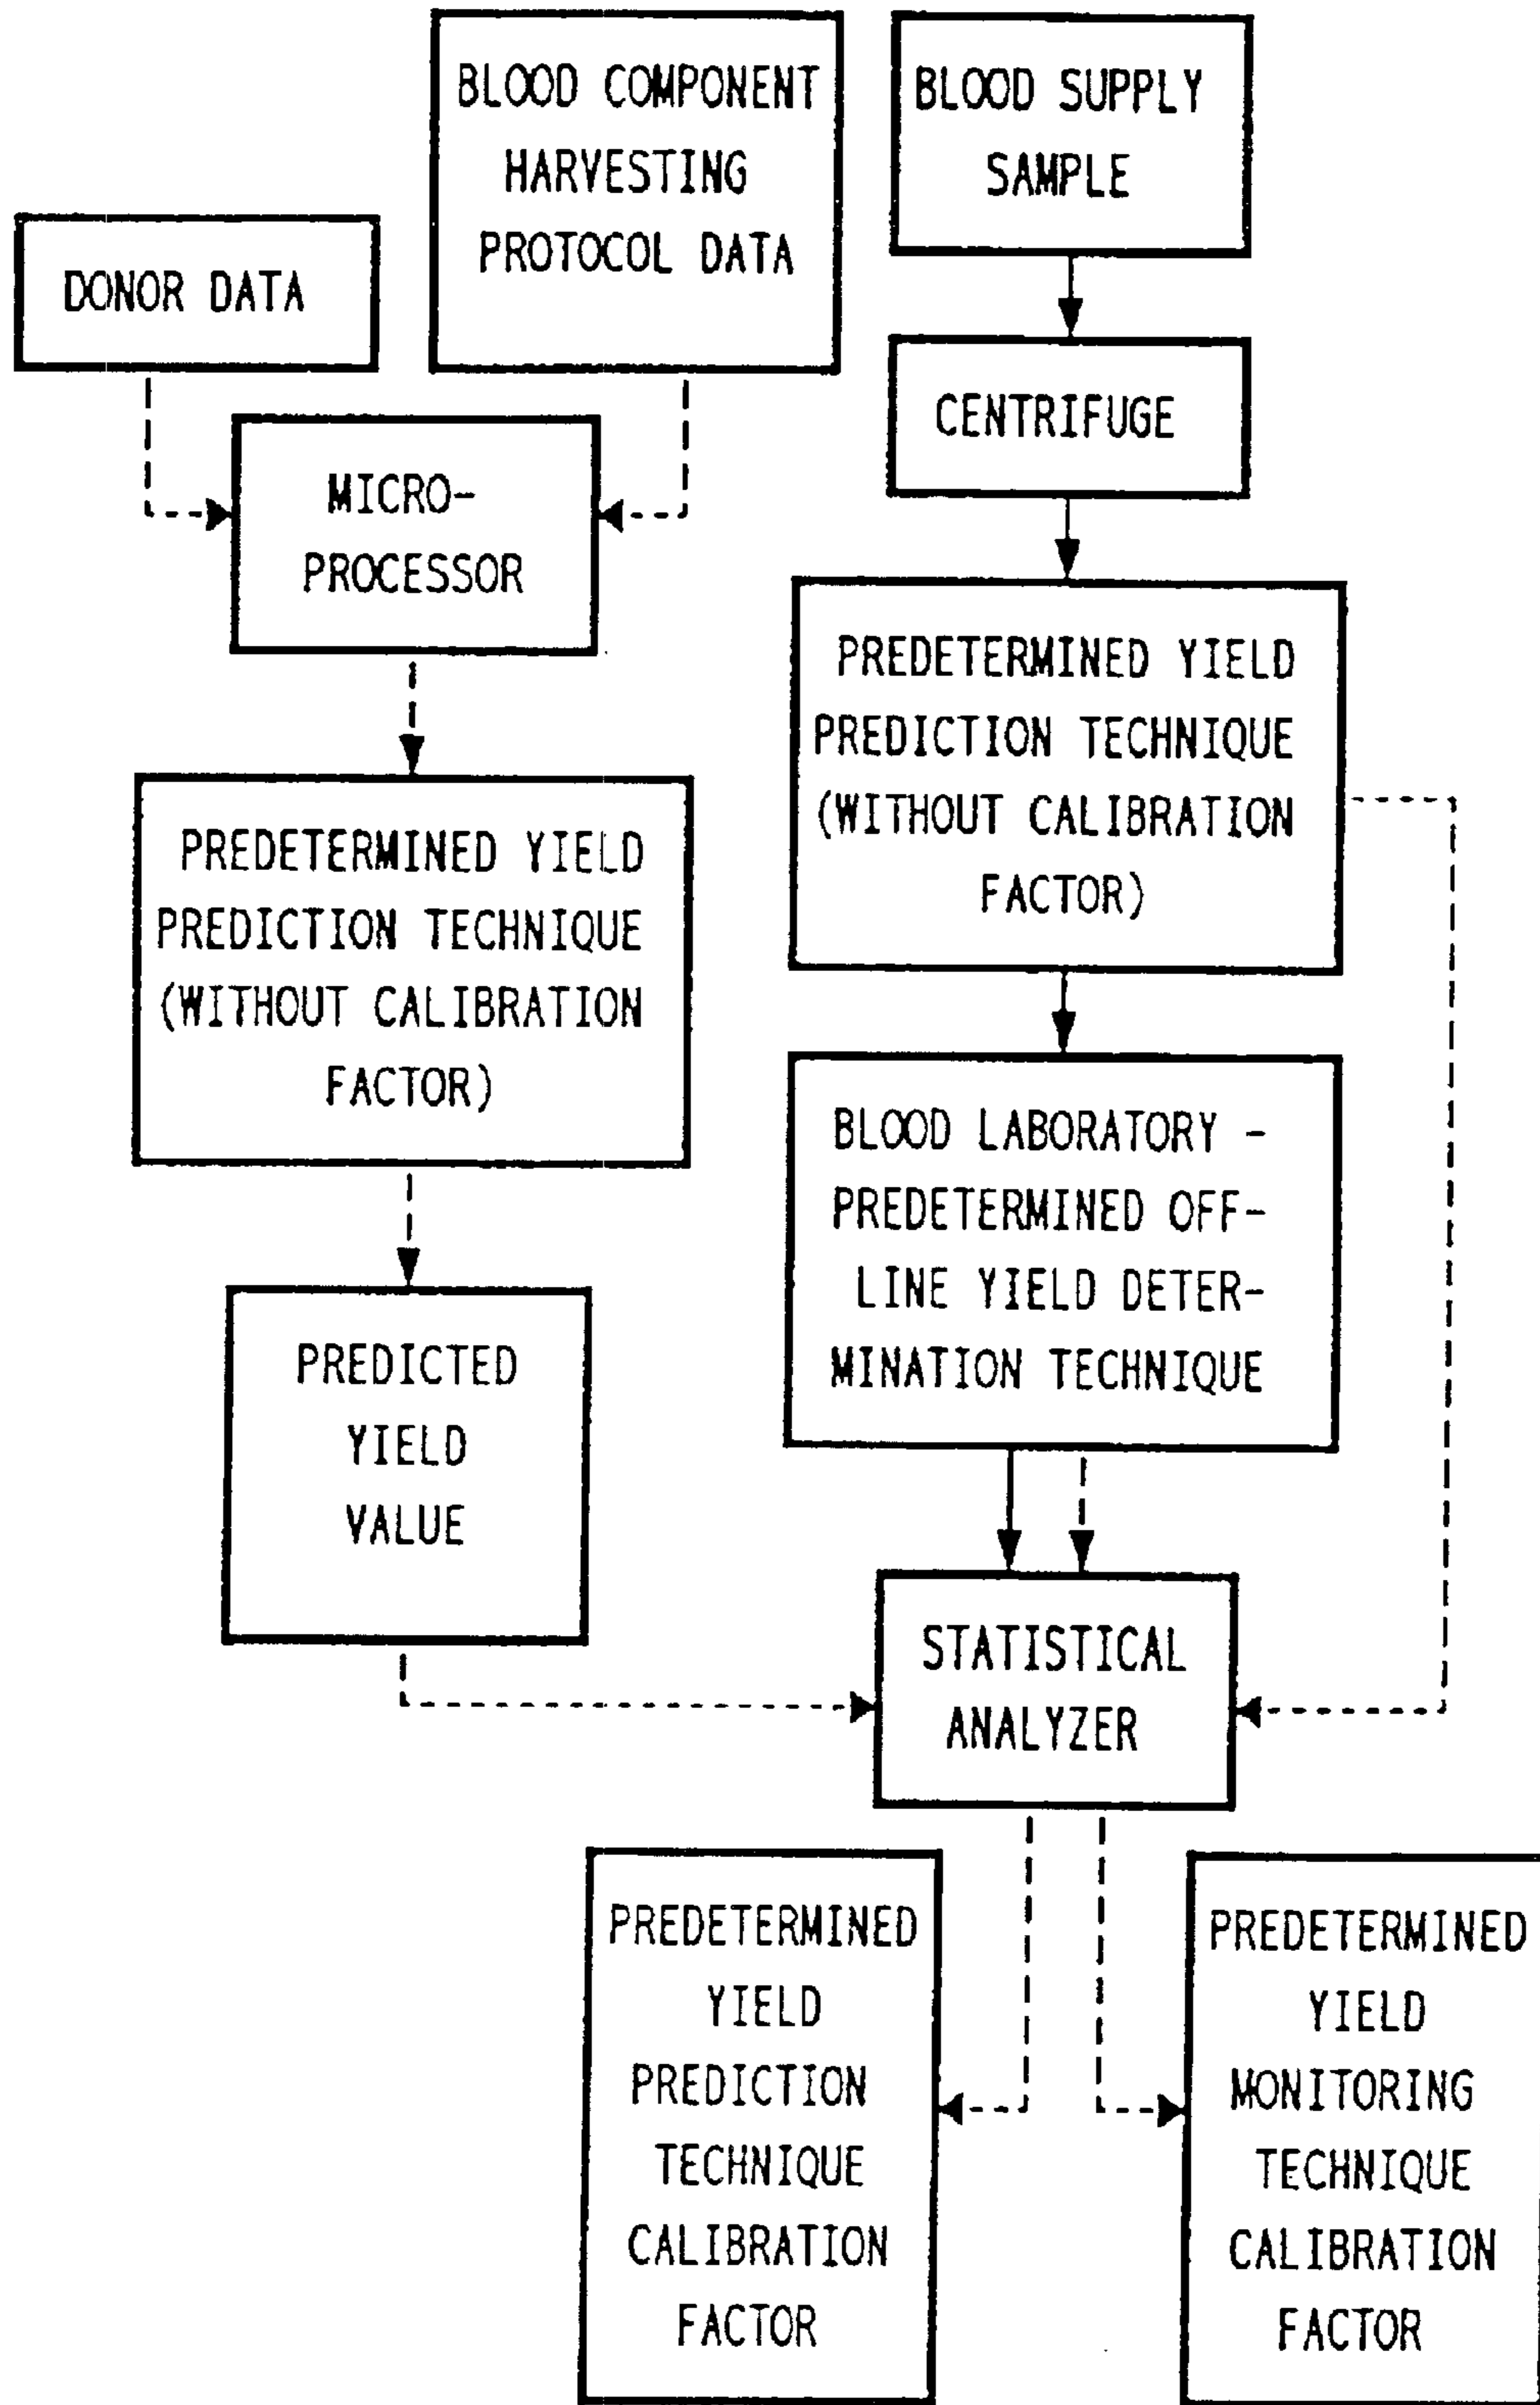 BLOOD COMPONENT
HARVESTING
PROTOCOL DATA
BLOOD SUPPLY
SAMPLE
DONOR DATA
CENTRIFUGE
MICRO-
PROCESSOR
PREDETERMINED YIELD
PREDICTION TECHNIQUE
(WITHOUT CALIBRATION
FACTOR)
PREDETERMINED YIELD
PREDICTION TECHNIQUE
(WITHOUT CALIBRATION
FACTOR)
BLOOD LABORATORY -
PREDETERMINED OFF-
LINE YIELD DETER-
MINATION TECHNIQUE
PREDICTED
YIELD
VALUE
STATISTICAL
ANALYZER
PREDETERMINED
YIELD
PREDICTION
TECHNIQUE
CALIBRATION
FACTOR
PREDETERMINED
YIELD
MONITORING
TECHNIQUE
CALIBRATION
FACTOR